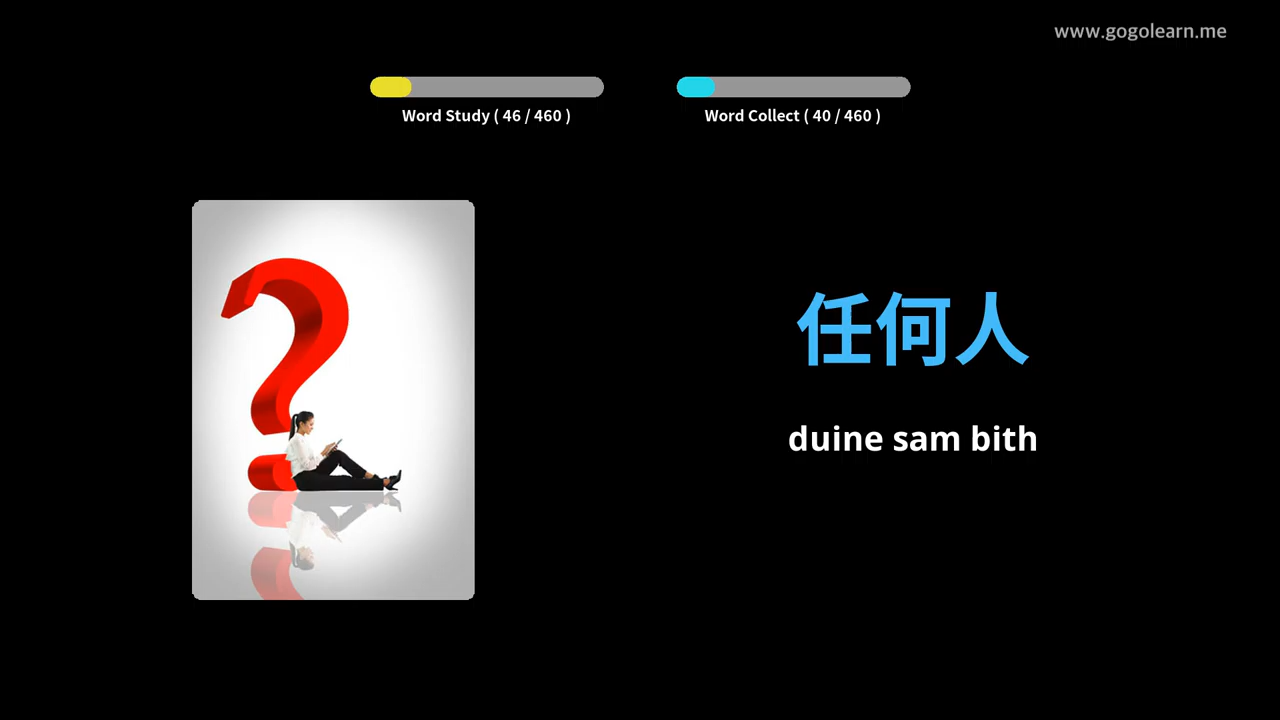 www.gogolearn.me
Word Study ( 46 / 460 )
Word Collect ( 40 / 460 )
任何人
duine sam bith